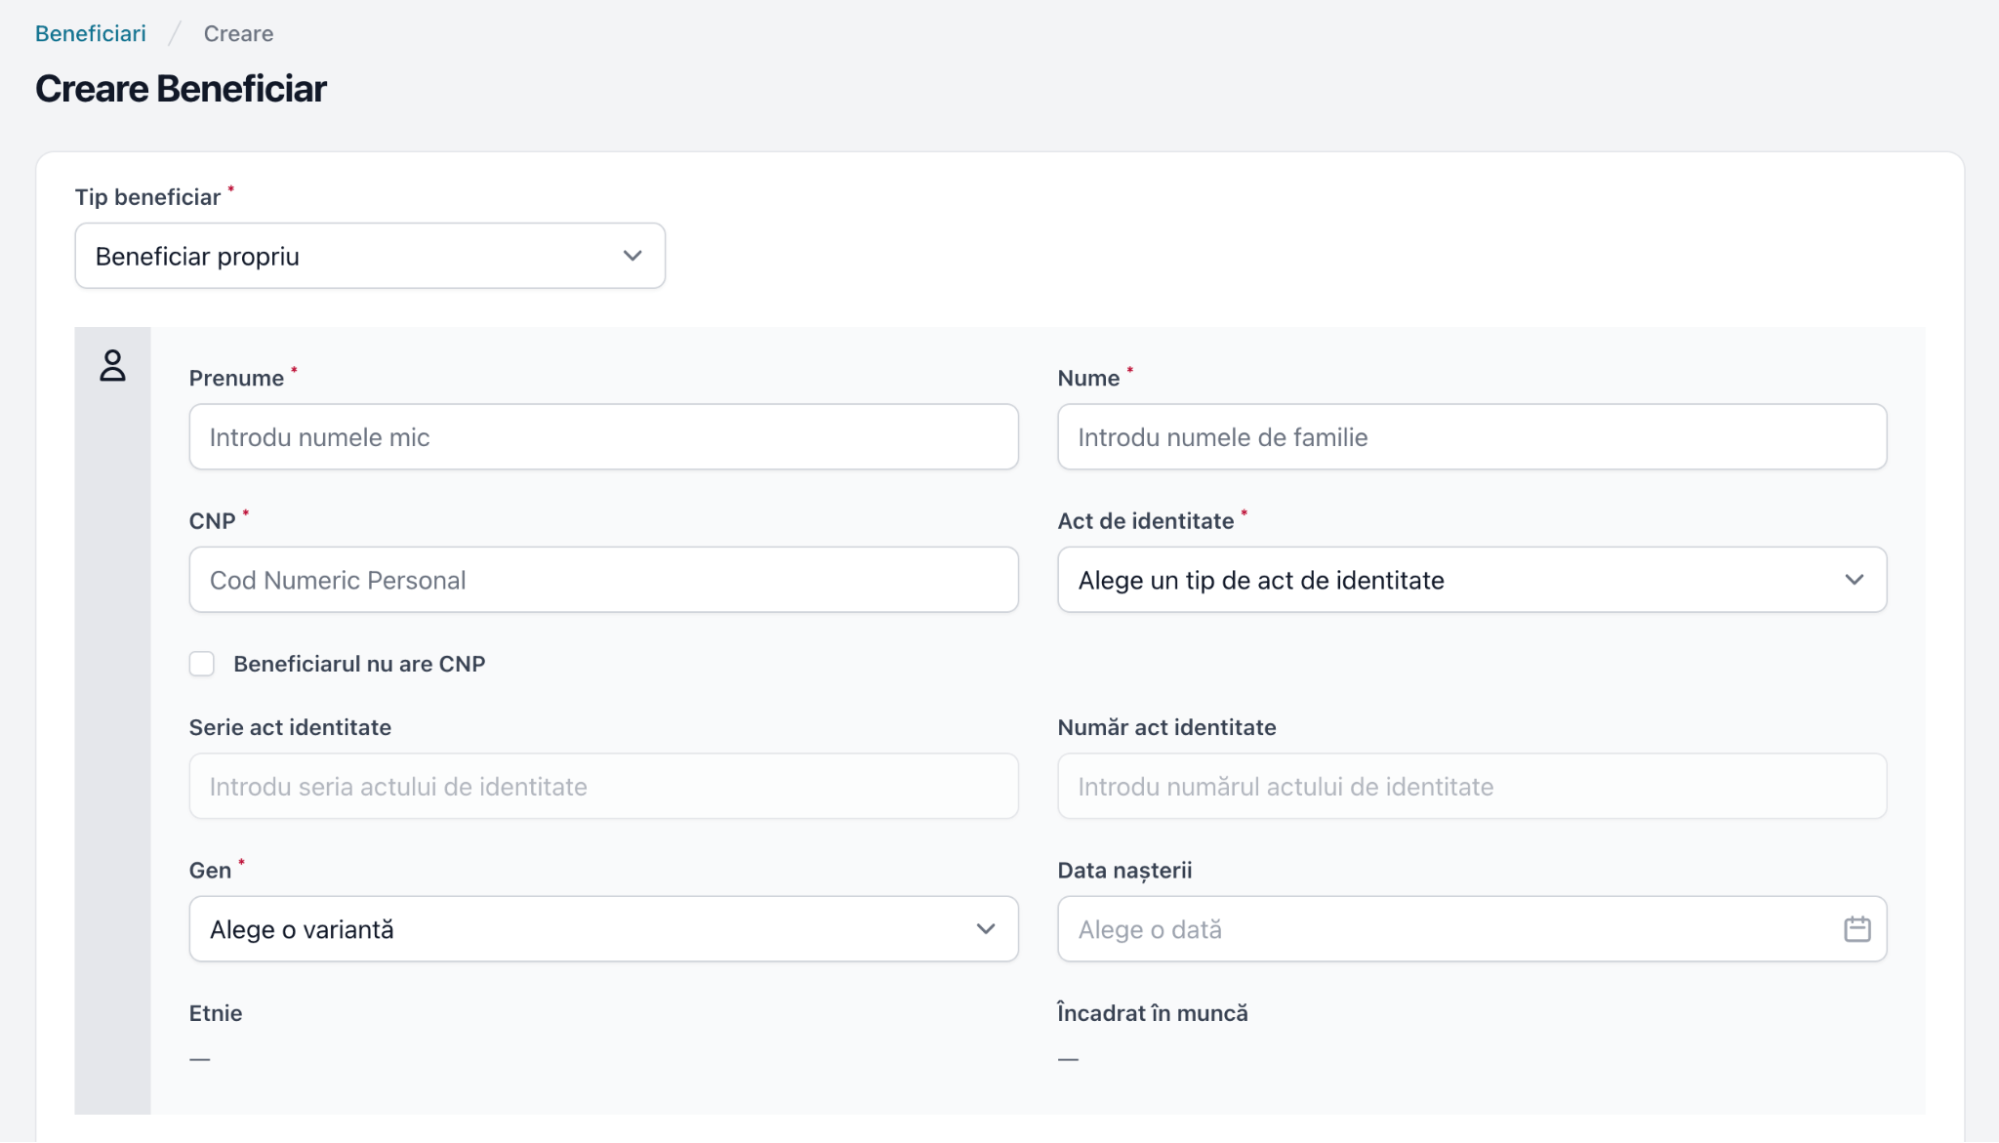 Beneficiari / Creare
Creare Beneficiar
Tip beneficiar *
Beneficiar propriu
Prenume *
Nume *
Introdu numele mic
Introdu numele de familie
CNP *
Act de identitate *
Cod Numeric Personal
Alege un tip de act de identitate
Beneficiarul nu are CNP
Serie act identitate
Număr act identitate
Introdu seria actului de identitate
Introdu numărul actului de identitate
Gen *
Data nașterii
Alege o variantă
Alege o dată
Etnie
Încadrat în muncă
—
—